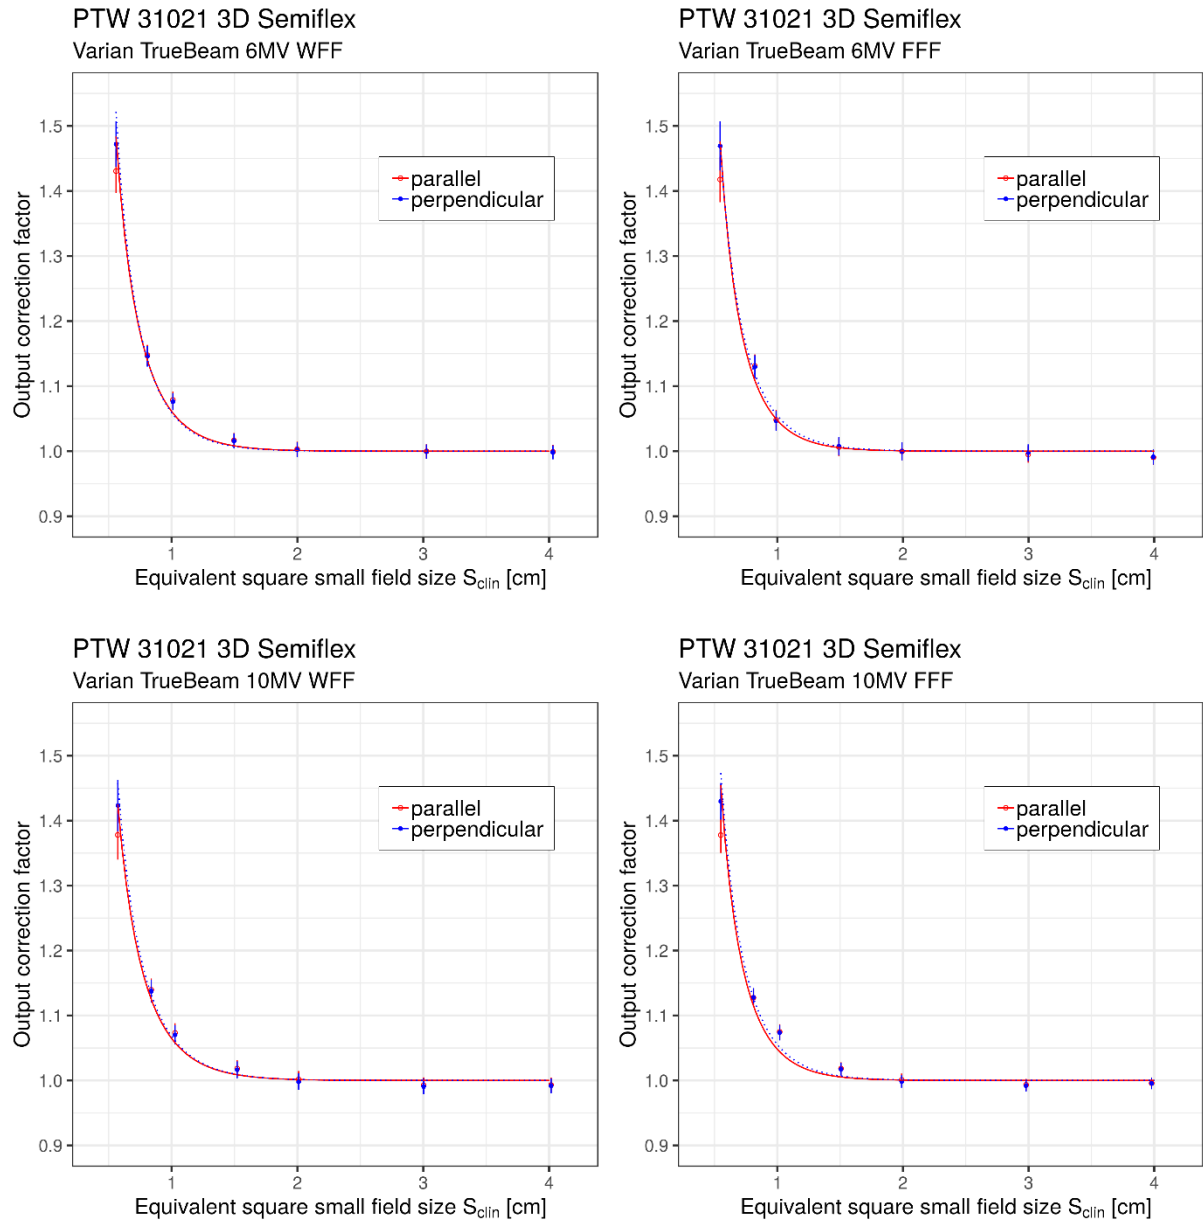 PTW 31021 3D Semiflex
Varian TrueBeam 6MV WFF
1.5
1.4
1.3
1.2
1.1
1.0
0.9
Output correction factor
parallel
perpendicular
1 2 3 4
Equivalent square small field size Sclin [cm]
PTW 31021 3D Semiflex
Varian TrueBeam 6MV FFF
1.5
1.4
1.3
1.2
1.1
1.0
0.9
Output correction factor
parallel
perpendicular
1 2 3 4
Equivalent square small field size Sclin [cm]
PTW 31021 3D Semiflex
Varian TrueBeam 10MV WFF
1.5
1.4
1.3
1.2
1.1
1.0
0.9
Output correction factor
parallel
perpendicular
1 2 3 4
Equivalent square small field size Sclin [cm]
PTW 31021 3D Semiflex
Varian TrueBeam 10MV FFF
1.5
1.4
1.3
1.2
1.1
1.0
0.9
Output correction factor
parallel
perpendicular
1 2 3 4
Equivalent square small field size Sclin [cm]